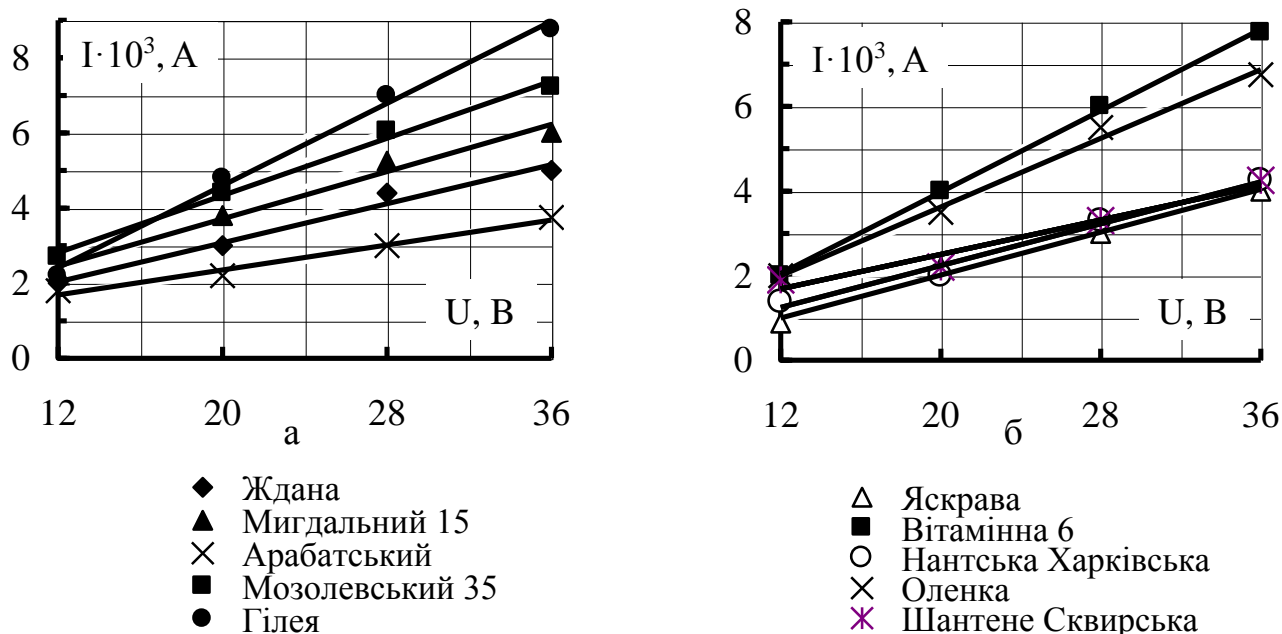 8
6
4
2
0
I·10³, А
U, В
12 20 28 36
а
Ждана
Мигдальний 15
Арабатський
Мозолевський 35
Гілея
8
6
4
2
0
I·10³, А
U, В
12 20 28 36
б
Яскрава
Вітамінна 6
Нантська Харківська
Оленка
Шантене Сквирська